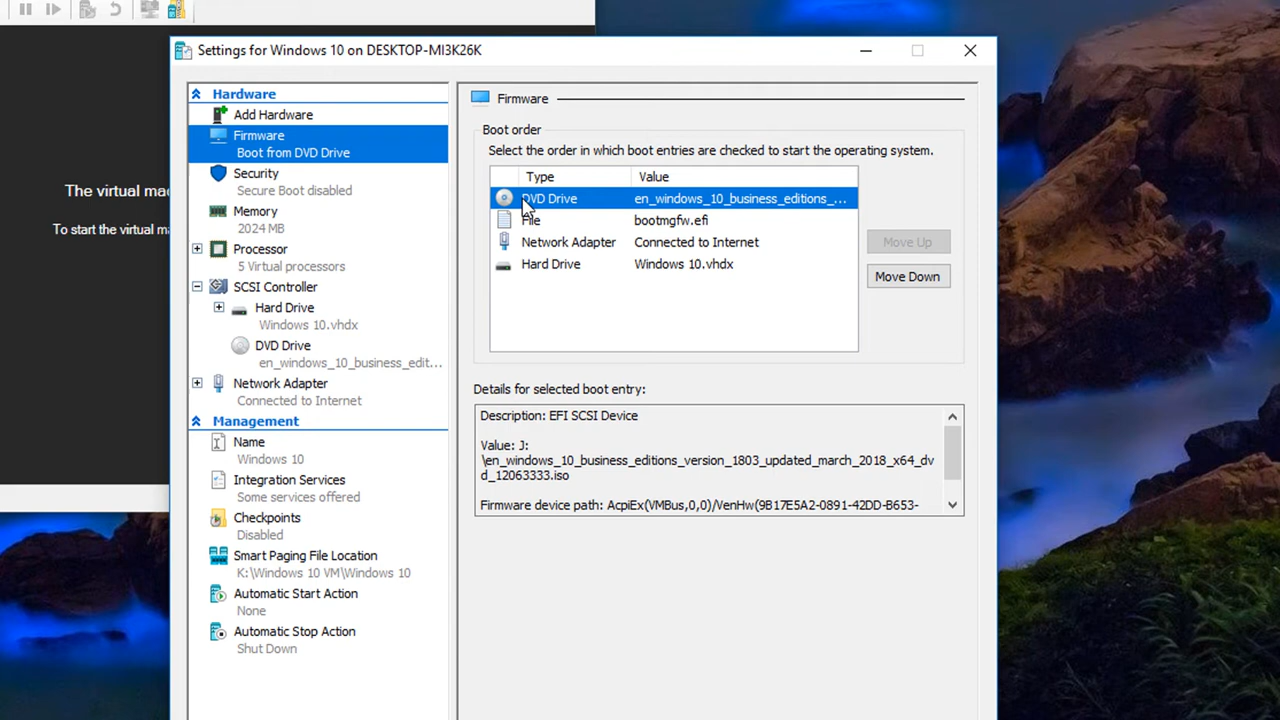 Settings for Windows 10 on DESKTOP-MI3K26K
The virtual mac
To start the virtual m
Hardware
Add Hardware
Firmware
Boot from DVD Drive
Security
Secure Boot disabled
Memory
2024 MB
Processor
5 Virtual processors
SCSI Controller
Hard Drive
Windows 10.vhdx
DVD Drive
en_windows_10_business_edit...
Network Adapter
Connected to Internet
Management
Name
Windows 10
Integration Services
Some services offered
Checkpoints
Disabled
Smart Paging File Location
K:\Windows 10 VM\Windows 10
Automatic Start Action
None
Automatic Stop Action
Shut Down
Firmware
Boot order
Select the order in which boot entries are checked to start the operating system.
Type Value
DVD Drive en_windows_10_business_editions_...
File bootmgfw.efi
Network Adapter Connected to Internet
Hard Drive Windows 10.vhdx
Move Up
Move Down
Details for selected boot entry:
Description: EFI SCSI Device
Value: J:
\en_windows_10_business_editions_version_1803_updated_march_2018_x64_dv
d_12063333.iso
Firmware device path: AcpiEx(VMBus,0,0)/VenHw(9B17E5A2-0891-42DD-B653-